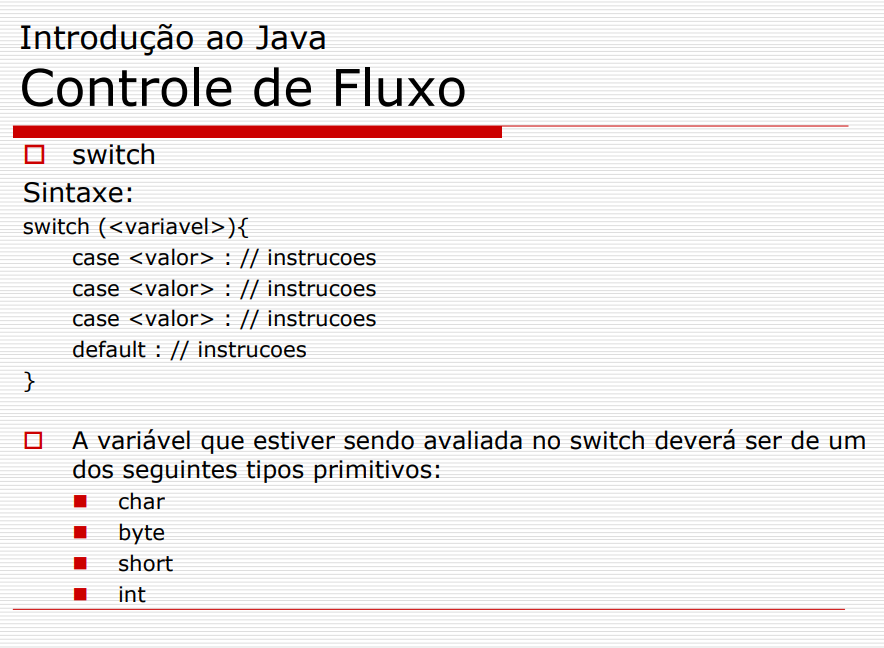 Introdução ao Java
Controle de Fluxo
switch
Sintaxe:
switch (<variavel>){
case <valor> : // instrucoes
case <valor> : // instrucoes
case <valor> : // instrucoes
default : // instrucoes
}
A variável que estiver sendo avaliada no switch deverá ser de um
dos seguintes tipos primitivos:
char
byte
short
int